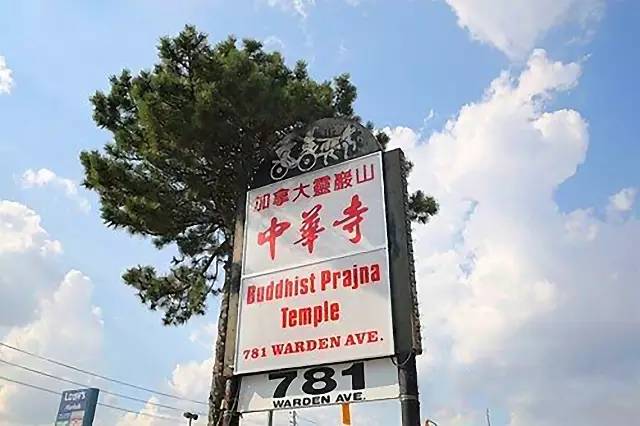 加拿大靈巖山
中華寺
Buddhist Prajna
Temple
781 WARDEN AVE.
781
WARDEN AVE.